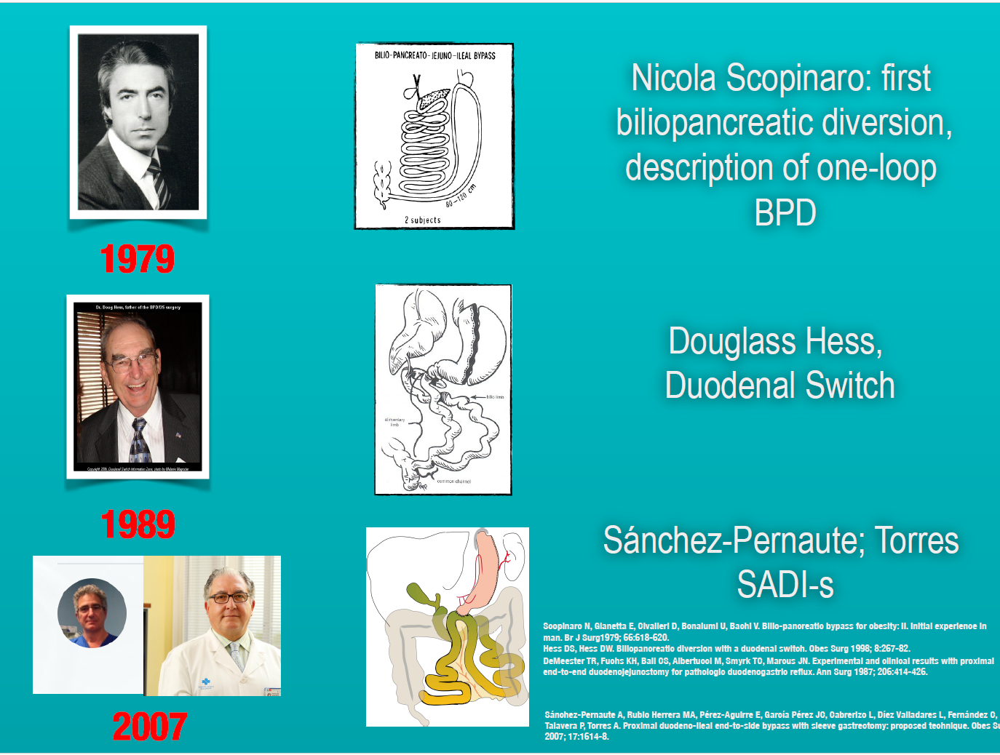 BILIO-PANCREATO-JEJUNO-ILEAL BYPASS
80-120 cm
2 subjects
Nicola Scopinaro: first
biliopancreatic diversion,
description of one-loop
BPD
1979
Dr. Doug Hess, father of the BPD/DS surgery
Copyright 2006, Duodenal Switch Information Zone, photo by Melanie Magruder
bilio limb
alimentary
limb
common channel
Douglass Hess,
Duodenal Switch
1989
Sánchez-Pernaute; Torres
SADI-s
2007
Scopinaro N, Gianetta E, Civalleri D, Bonalumi U, Bachi V. Bilio-pancreatic bypass for obesity: II. Initial experience in
man. Br J Surg1979; 66:618-620.
Hess DS, Hess DW. Biliopancreatic diversion with a duodenal switch. Obes Surg 1998; 8:267-82.
DeMeester TR, Fuchs KH, Ball CS, Albertucci M, Smyrk TC, Marcus JN. Experimental and clinical results with proximal
end-to-end duodenojejunostomy for pathologic duodenogastric reflux. Ann Surg 1987; 206:414-426.
Sánchez-Pernaute A, Rubio Herrera MA, Pérez-Aguirre E, García Pérez JC, Cabrerizo L, Díez Valladares L, Fernández C,
Talavera P, Torres A. Proximal duodeno-ileal end-to-side bypass with sleeve gastrectomy: proposed technique. Obes Su
2007; 17:1614-8.